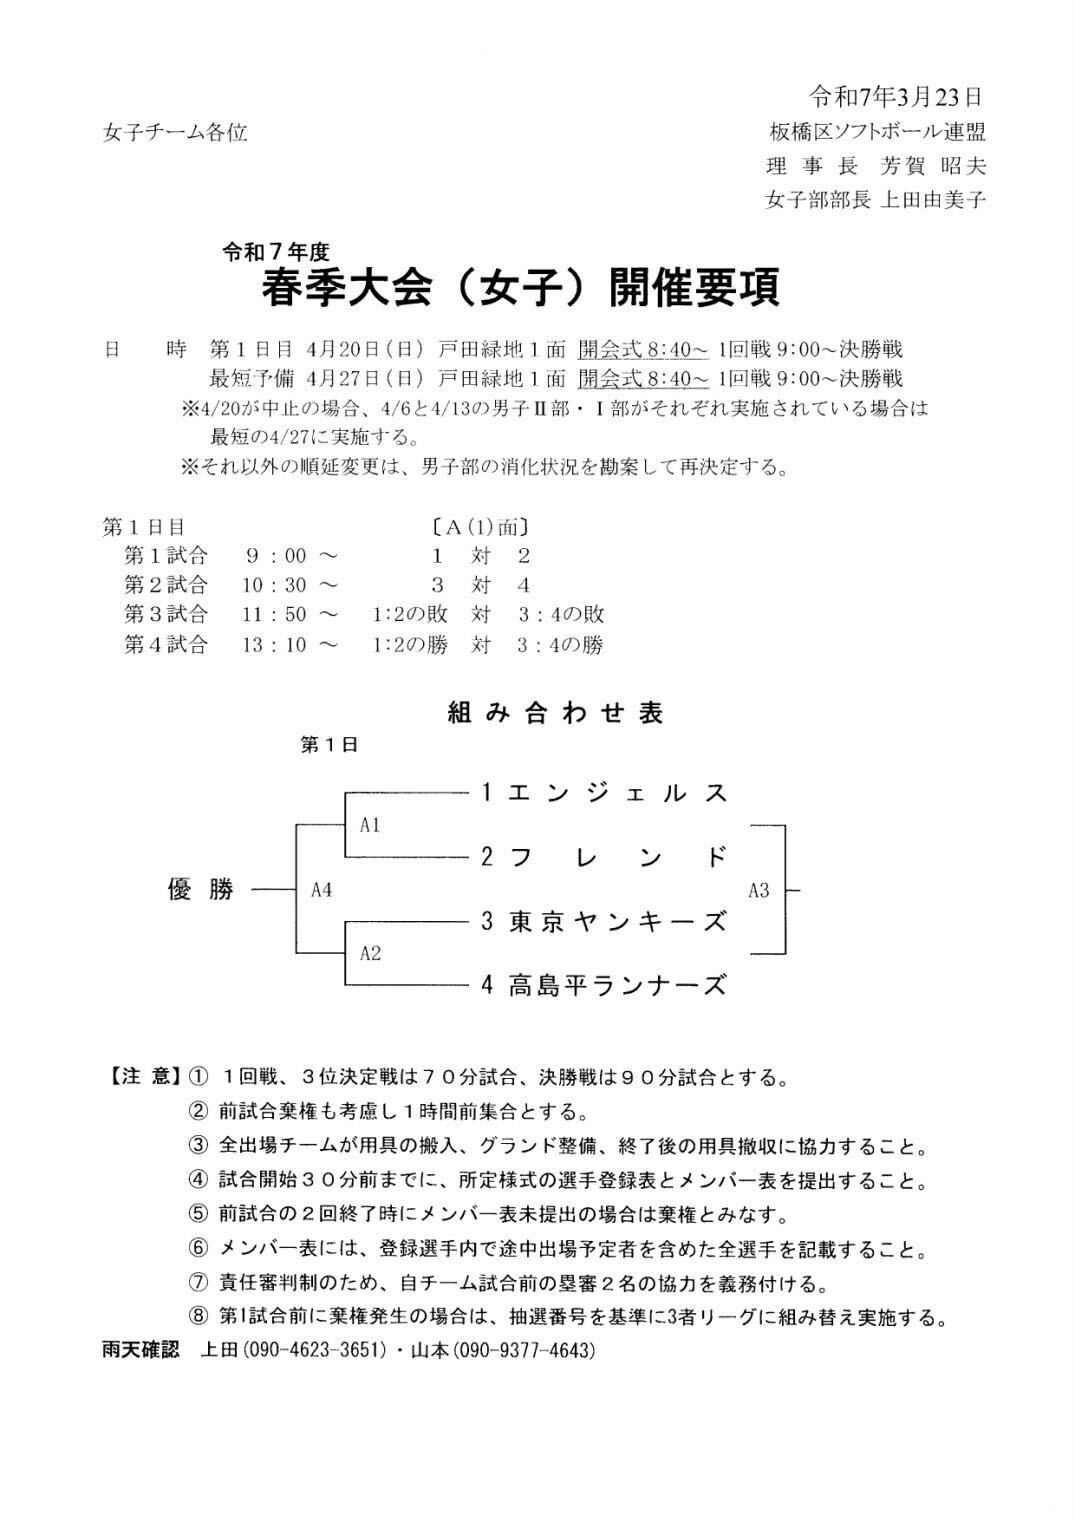 令和7年3月23日
女子チーム各位
板橋区ソフトボール連盟
理事長 芳賀 昭夫
女子部部長 上田由美子
令和７年度
春季大会（女子）開催要項
日 時 第１日目 4月20日(日) 戸田緑地１面 開会式8:40～ 1回戦 9:00～決勝戦
最短予備 4月27日(日) 戸田緑地１面 開会式8:40～ 1回戦 9:00～決勝戦
※4/20が中止の場合、4/6と4/13の男子Ⅱ部・Ⅰ部がそれぞれ実施されている場合は
最短の4/27に実施する。
※それ以外の順延変更は、男子部の消化状況を勘案して再決定する。
第１日目 〔A(1)面〕
第１試合 9：00 ～ 1 対 2
第２試合 10：30 ～ 3 対 4
第３試合 11：50 ～ 1:2の敗 対 3：4の敗
第４試合 13：10 ～ 1:2の勝 対 3：4の勝
組み合わせ表
第１日
1 エンジェルス
A1
2 フレンド
優勝 A4 A3
3 東京ヤンキーズ
A2
4 高島平ランナーズ
【注 意】① １回戦、３位決定戦は７０分試合、決勝戦は９０分試合とする。
② 前試合棄権も考慮し１時間前集合とする。
③ 全出場チームが用具の搬入、グランド整備、終了後の用具撤収に協力すること。
④ 試合開始３０分前までに、所定様式の選手登録表とメンバー表を提出すること。
⑤ 前試合の２回終了時にメンバー表未提出の場合は棄権とみなす。
⑥ メンバー表には、登録選手内で途中出場予定者を含めた全選手を記載すること。
⑦ 責任審判制のため、自チーム試合前の塁審２名の協力を義務付ける。
⑧ 第1試合前に棄権発生の場合は、抽選番号を基準に3者リーグに組み替え実施する。
雨天確認 上田(090-4623-3651)・山本(090-9377-4643)